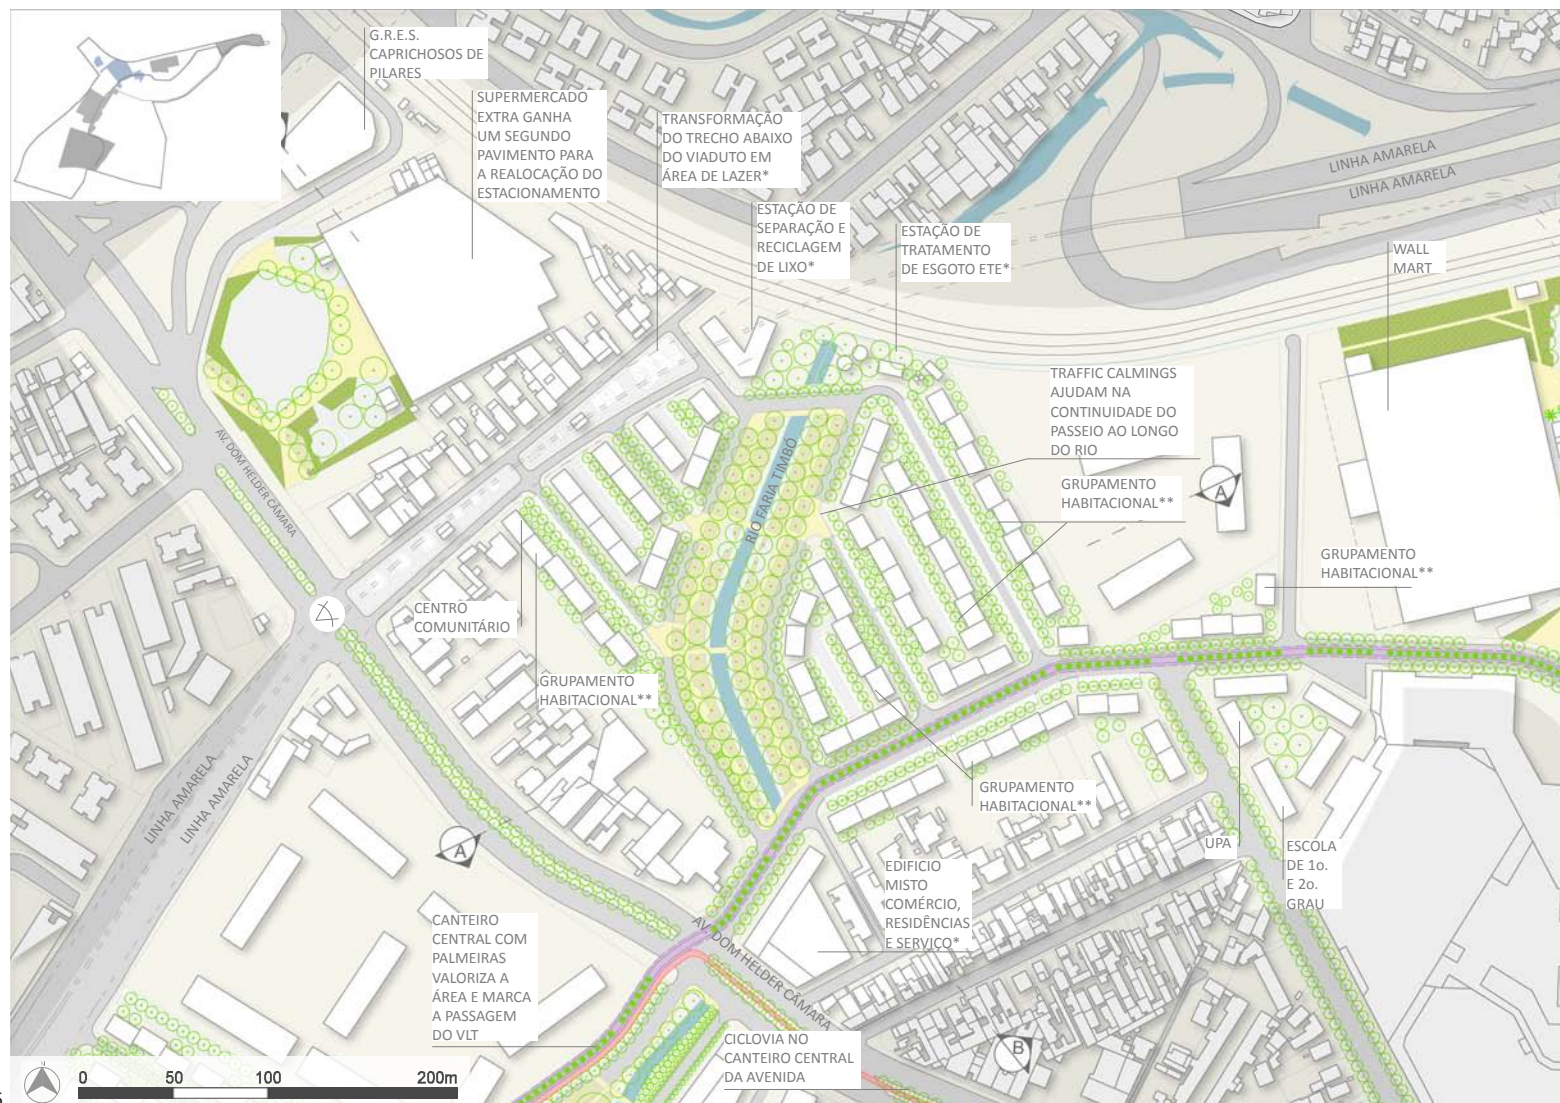 G.R.E.S.
CAPRICHOSOS DE
PILARES
SUPERMERCADO
EXTRA GANHA
UM SEGUNDO
PAVIMENTO PARA
A REALOCAÇÃO DO
ESTACIONAMENTO
TRANSFORMAÇÃO
DO TRECHO ABAIXO
DO VIADUTO EM
ÁREA DE LAZER*
ESTAÇÃO DE
SEPARAÇÃO E
RECICLAGEM
DE LIXO*
ESTAÇÃO DE
TRATAMENTO
DE ESGOTO ETE*
LINHA AMARELA
LINHA AMARELA
WALL
MART
TRAFFIC CALMINGS
AJUDAM NA
CONTINUIDADE DO
PASSEIO AO LONGO
DO RIO
GRUPAMENTO
HABITACIONAL**
A
GRUPAMENTO
HABITACIONAL**
AV. DOM HELDER CÂMARA
RIO FARIA TIMBÓ
CENTRO
COMUNITÁRIO
GRUPAMENTO
HABITACIONAL**
GRUPAMENTO
HABITACIONAL**
LINHA AMARELA
LINHA AMARELA
A
UPA
ESCOLA
DE 1o.
E 2o.
GRAU
EDIFICIO
MISTO
COMÉRCIO,
RESIDÊNCIAS
E SERVIÇO*
CANTEIRO
CENTRAL COM
PALMEIRAS
VALORIZA A
ÁREA E MARCA
A PASSAGEM
DO VLT
AV. DOM HELDER CÂMARA
CICLOVIA NO
CANTEIRO CENTRAL
DA AVENIDA
B
N
0 50 100 200m